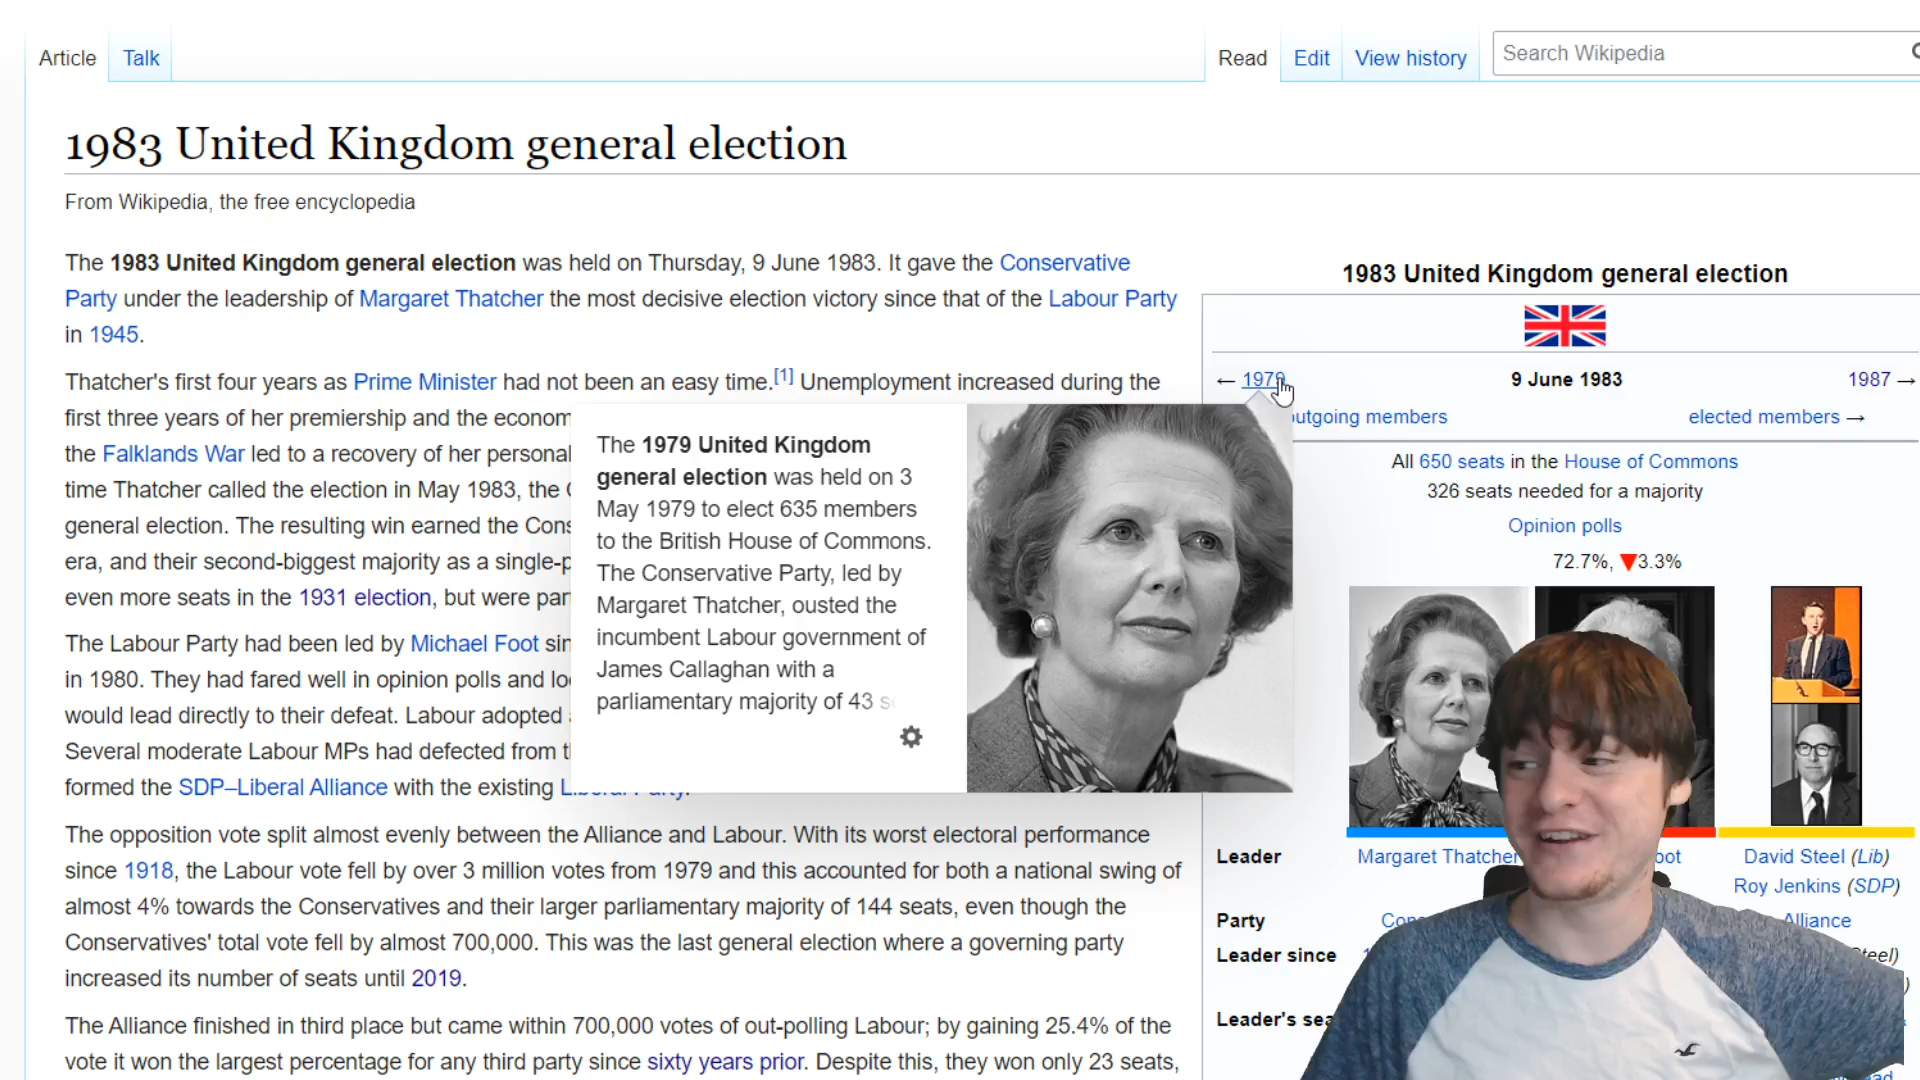 Article Talk Read Edit View history Search Wikipedia
1983 United Kingdom general election
From Wikipedia, the free encyclopedia
The 1983 United Kingdom general election was held on Thursday, 9 June 1983. It gave the Conservative
Party under the leadership of Margaret Thatcher the most decisive election victory since that of the Labour Party
in 1945.
Thatcher's first four years as Prime Minister had not been an easy time.[1] Unemployment increased during the
first three years of her premiership and the econom
the Falklands War led to a recovery of her personal
time Thatcher called the election in May 1983, the
general election. The resulting win earned the Cons
era, and their second-biggest majority as a single-p
even more seats in the 1931 election, but were par
The Labour Party had been led by Michael Foot sin
in 1980. They had fared well in opinion polls and lo
would lead directly to their defeat. Labour adopted
Several moderate Labour MPs had defected from t
formed the SDP–Liberal Alliance with the existing Liberal Party.
The opposition vote split almost evenly between the Alliance and Labour. With its worst electoral performance
since 1918, the Labour vote fell by over 3 million votes from 1979 and this accounted for both a national swing of
almost 4% towards the Conservatives and their larger parliamentary majority of 144 seats, even though the
Conservatives' total vote fell by almost 700,000. This was the last general election where a governing party
increased its number of seats until 2019.
The Alliance finished in third place but came within 700,000 votes of out-polling Labour; by gaining 25.4% of the
vote it won the largest percentage for any third party since sixty years prior. Despite this, they won only 23 seats,
The 1979 United Kingdom
general election was held on 3
May 1979 to elect 635 members
to the British House of Commons.
The Conservative Party, led by
Margaret Thatcher, ousted the
incumbent Labour government of
James Callaghan with a
parliamentary majority of 43 s
1983 United Kingdom general election
← 1979 9 June 1983 1987 →
utgoing members elected members →
All 650 seats in the House of Commons
326 seats needed for a majority
Opinion polls
72.7%, ▼3.3%
Leader Margaret Thatcher oot David Steel (Lib)
Roy Jenkins (SDP)
Party Con Alliance
Leader since teel)
Leader's sea